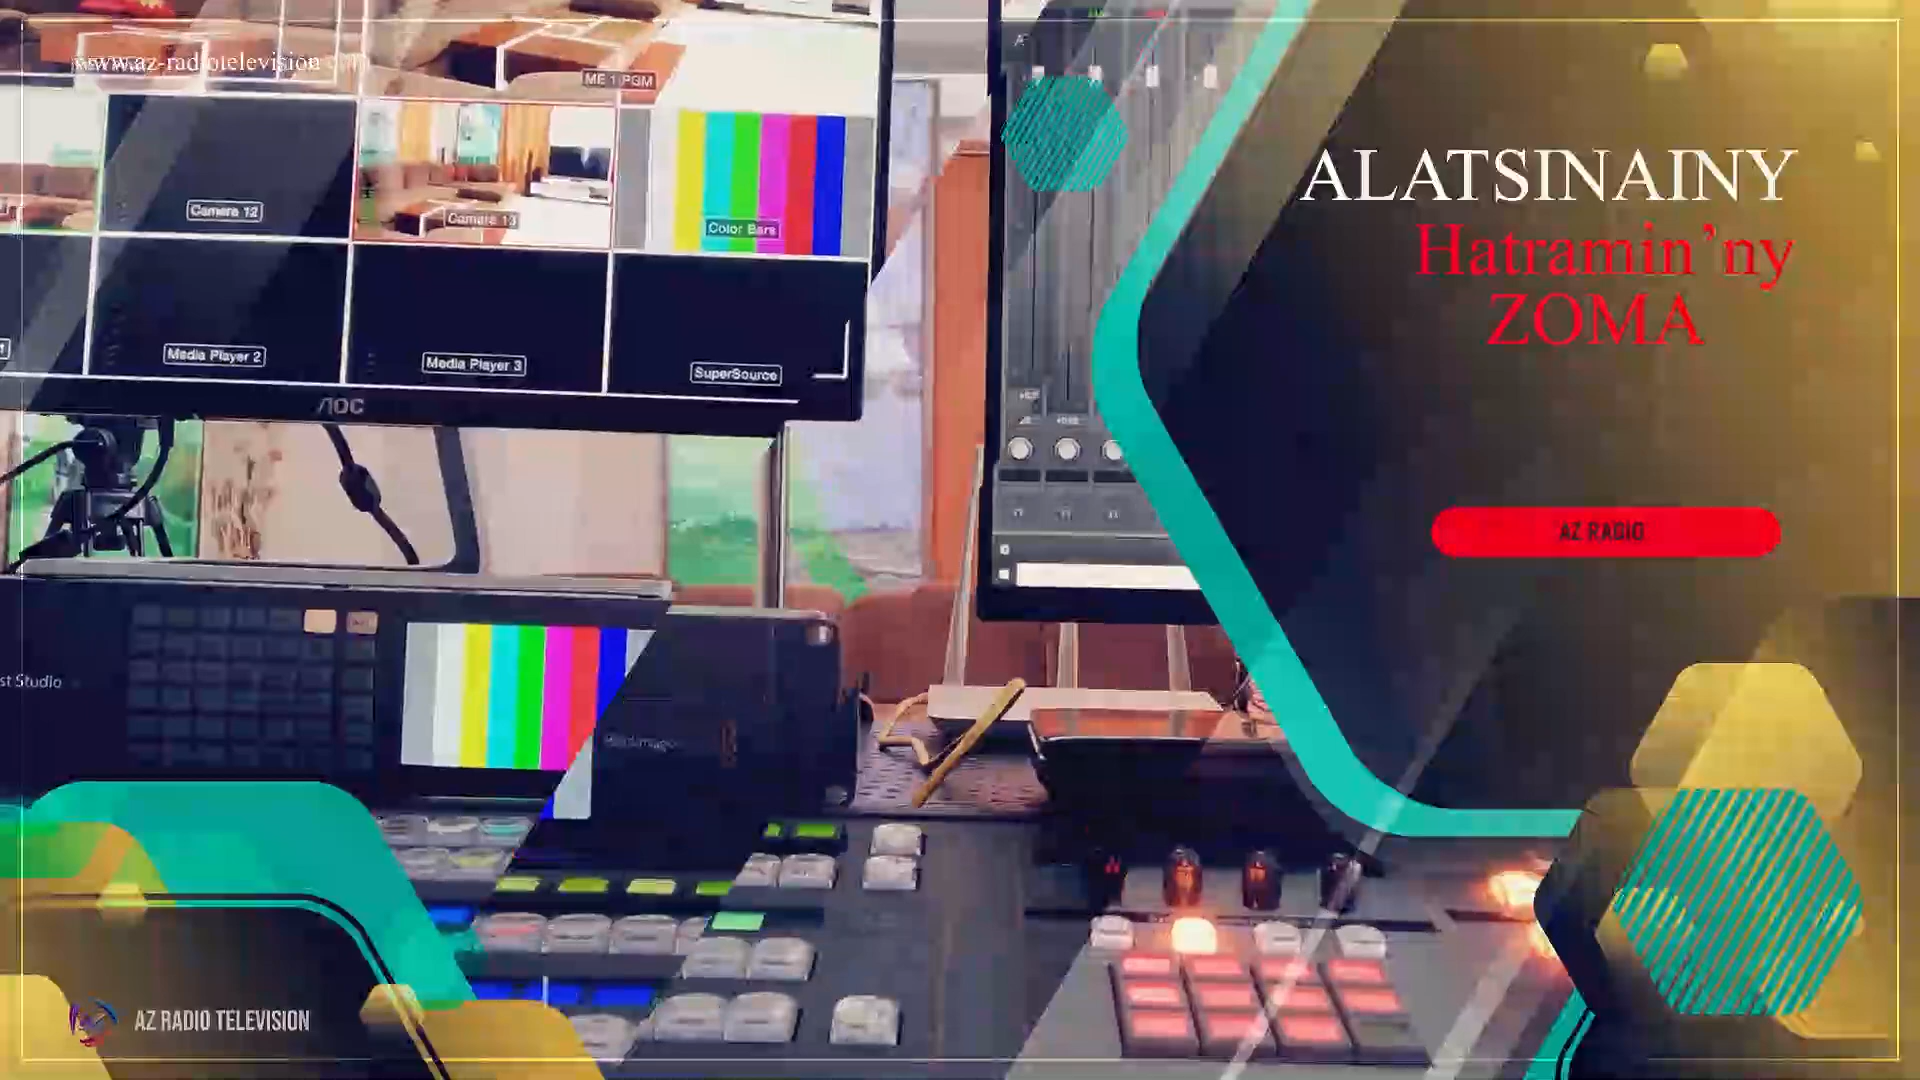 www.az-radiotelevision.com
ME 1 PGM
Camera 12
Camera 13
Color Bars
Media Player 2
Media Player 3
SuperSource
AOC
st Studio
ALATSINAINY
Hatramin’ny
ZOMA
AZ RADIO
AZ RADIO TELEVISION